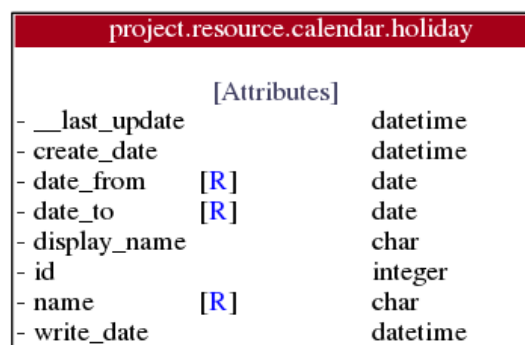 project.resource.calendar.holiday
[Attributes]
- __last_update datetime
- create_date datetime
- date_from [R] date
- date_to [R] date
- display_name char
- id integer
- name [R] char
- write_date datetime